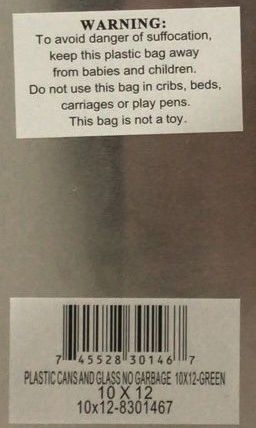 WARNING:
To avoid danger of suffocation,
keep this plastic bag away
from babies and children.
Do not use this bag in cribs, beds,
carriages or play pens.
This bag is not a toy.
7 45528 30146 7
PLASTIC CANS AND GLASS NO GARBAGE 10X12-GREEN
10 X 12
10x12-8301467